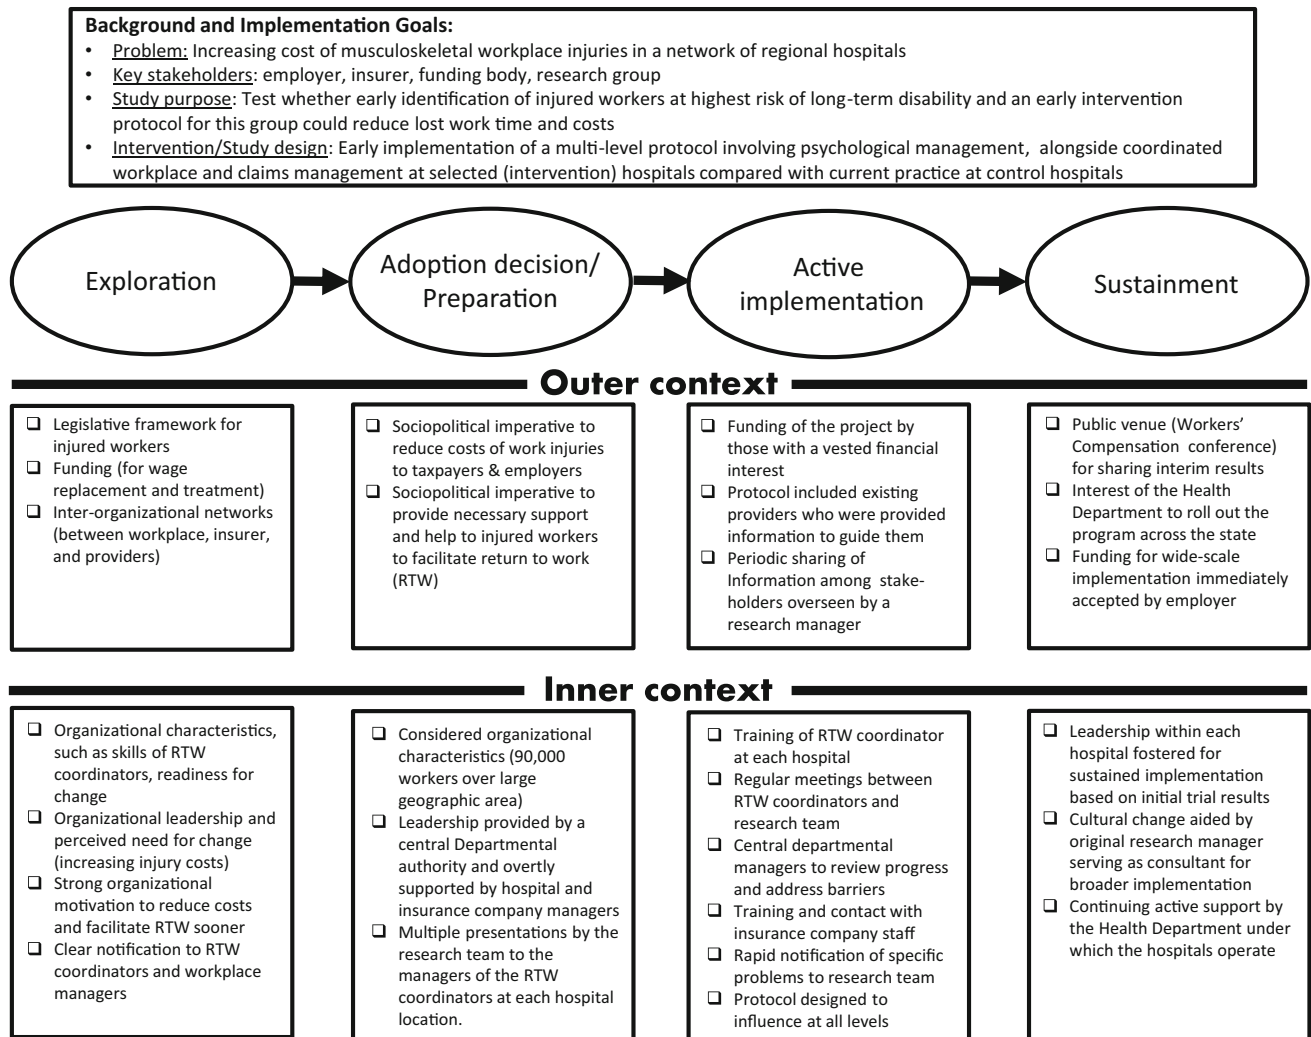 Background and Implementation Goals:
• Problem: Increasing cost of musculoskeletal workplace injuries in a network of regional hospitals
• Key stakeholders: employer, insurer, funding body, research group
• Study purpose: Test whether early identification of injured workers at highest risk of long-term disability and an early intervention
protocol for this group could reduce lost work time and costs
• Intervention/Study design: Early implementation of a multi-level protocol involving psychological management, alongside coordinated
workplace and claims management at selected (intervention) hospitals compared with current practice at control hospitals
Exploration
Adoption decision/
Preparation
Active
implementation
Sustainment
Outer context
❑ Legislative framework for
injured workers
❑ Funding (for wage
replacement and treatment)
❑ Inter-organizational networks
(between workplace, insurer,
and providers)
❑ Sociopolitical imperative to
reduce costs of work injuries
to taxpayers & employers
❑ Sociopolitical imperative to
provide necessary support
and help to injured workers
to facilitate return to work
(RTW)
❑ Funding of the project by
those with a vested financial
interest
❑ Protocol included existing
providers who were provided
information to guide them
❑ Periodic sharing of
Information among stake-
holders overseen by a
research manager
❑ Public venue (Workers’
Compensation conference)
for sharing interim results
❑ Interest of the Health
Department to roll out the
program across the state
❑ Funding for wide-scale
implementation immediately
accepted by employer
Inner context
❑ Organizational characteristics,
such as skills of RTW
coordinators, readiness for
change
❑ Organizational leadership and
perceived need for change
(increasing injury costs)
❑ Strong organizational
motivation to reduce costs
and facilitate RTW sooner
❑ Clear notification to RTW
coordinators and workplace
managers
❑ Considered organizational
characteristics (90,000
workers over large
geographic area)
❑ Leadership provided by a
central Departmental
authority and overtly
supported by hospital and
insurance company managers
❑ Multiple presentations by the
research team to the
managers of the RTW
coordinators at each hospital
location.
❑ Training of RTW coordinator
at each hospital
❑ Regular meetings between
RTW coordinators and
research team
❑ Central departmental
managers to review progress
and address barriers
❑ Training and contact with
insurance company staff
❑ Rapid notification of specific
problems to research team
❑ Protocol designed to
influence at all levels
❑ Leadership within each
hospital fostered for
sustained implementation
based on initial trial results
❑ Cultural change aided by
original research manager
serving as consultant for
broader implementation
❑ Continuing active support by
the Health Department under
which the hospitals operate